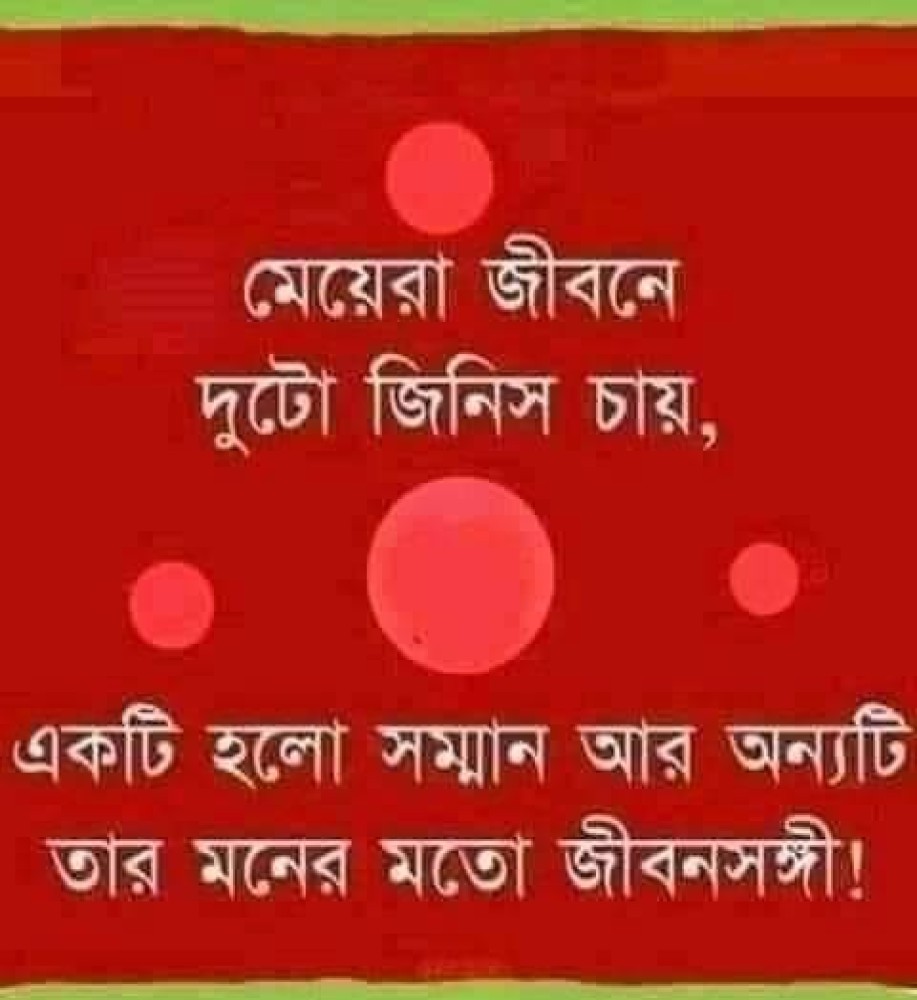 মেয়েরা জীবনে
দুটো জিনিস চায়,
একটি হলো সম্মান আর অন্যটি
তার মনের মতো জীবনসঙ্গী!